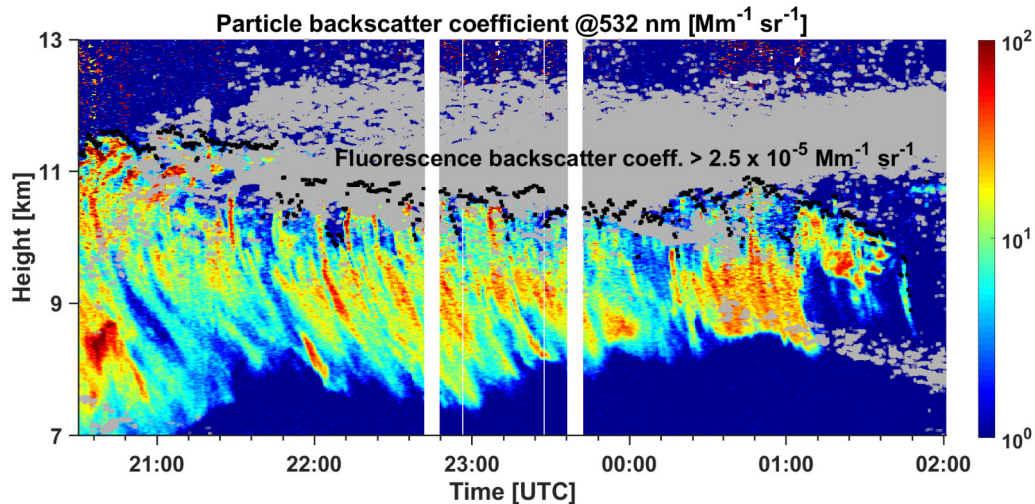 Particle backscatter coefficient @532 nm [Mm⁻¹ sr⁻¹]
13
11
9
7
Height [km]
Fluorescence backscatter coeff. > 2.5 x 10⁻⁵ Mm⁻¹ sr⁻¹
21:00 22:00 23:00 00:00 01:00 02:00
Time [UTC]
10²
10¹
10⁰